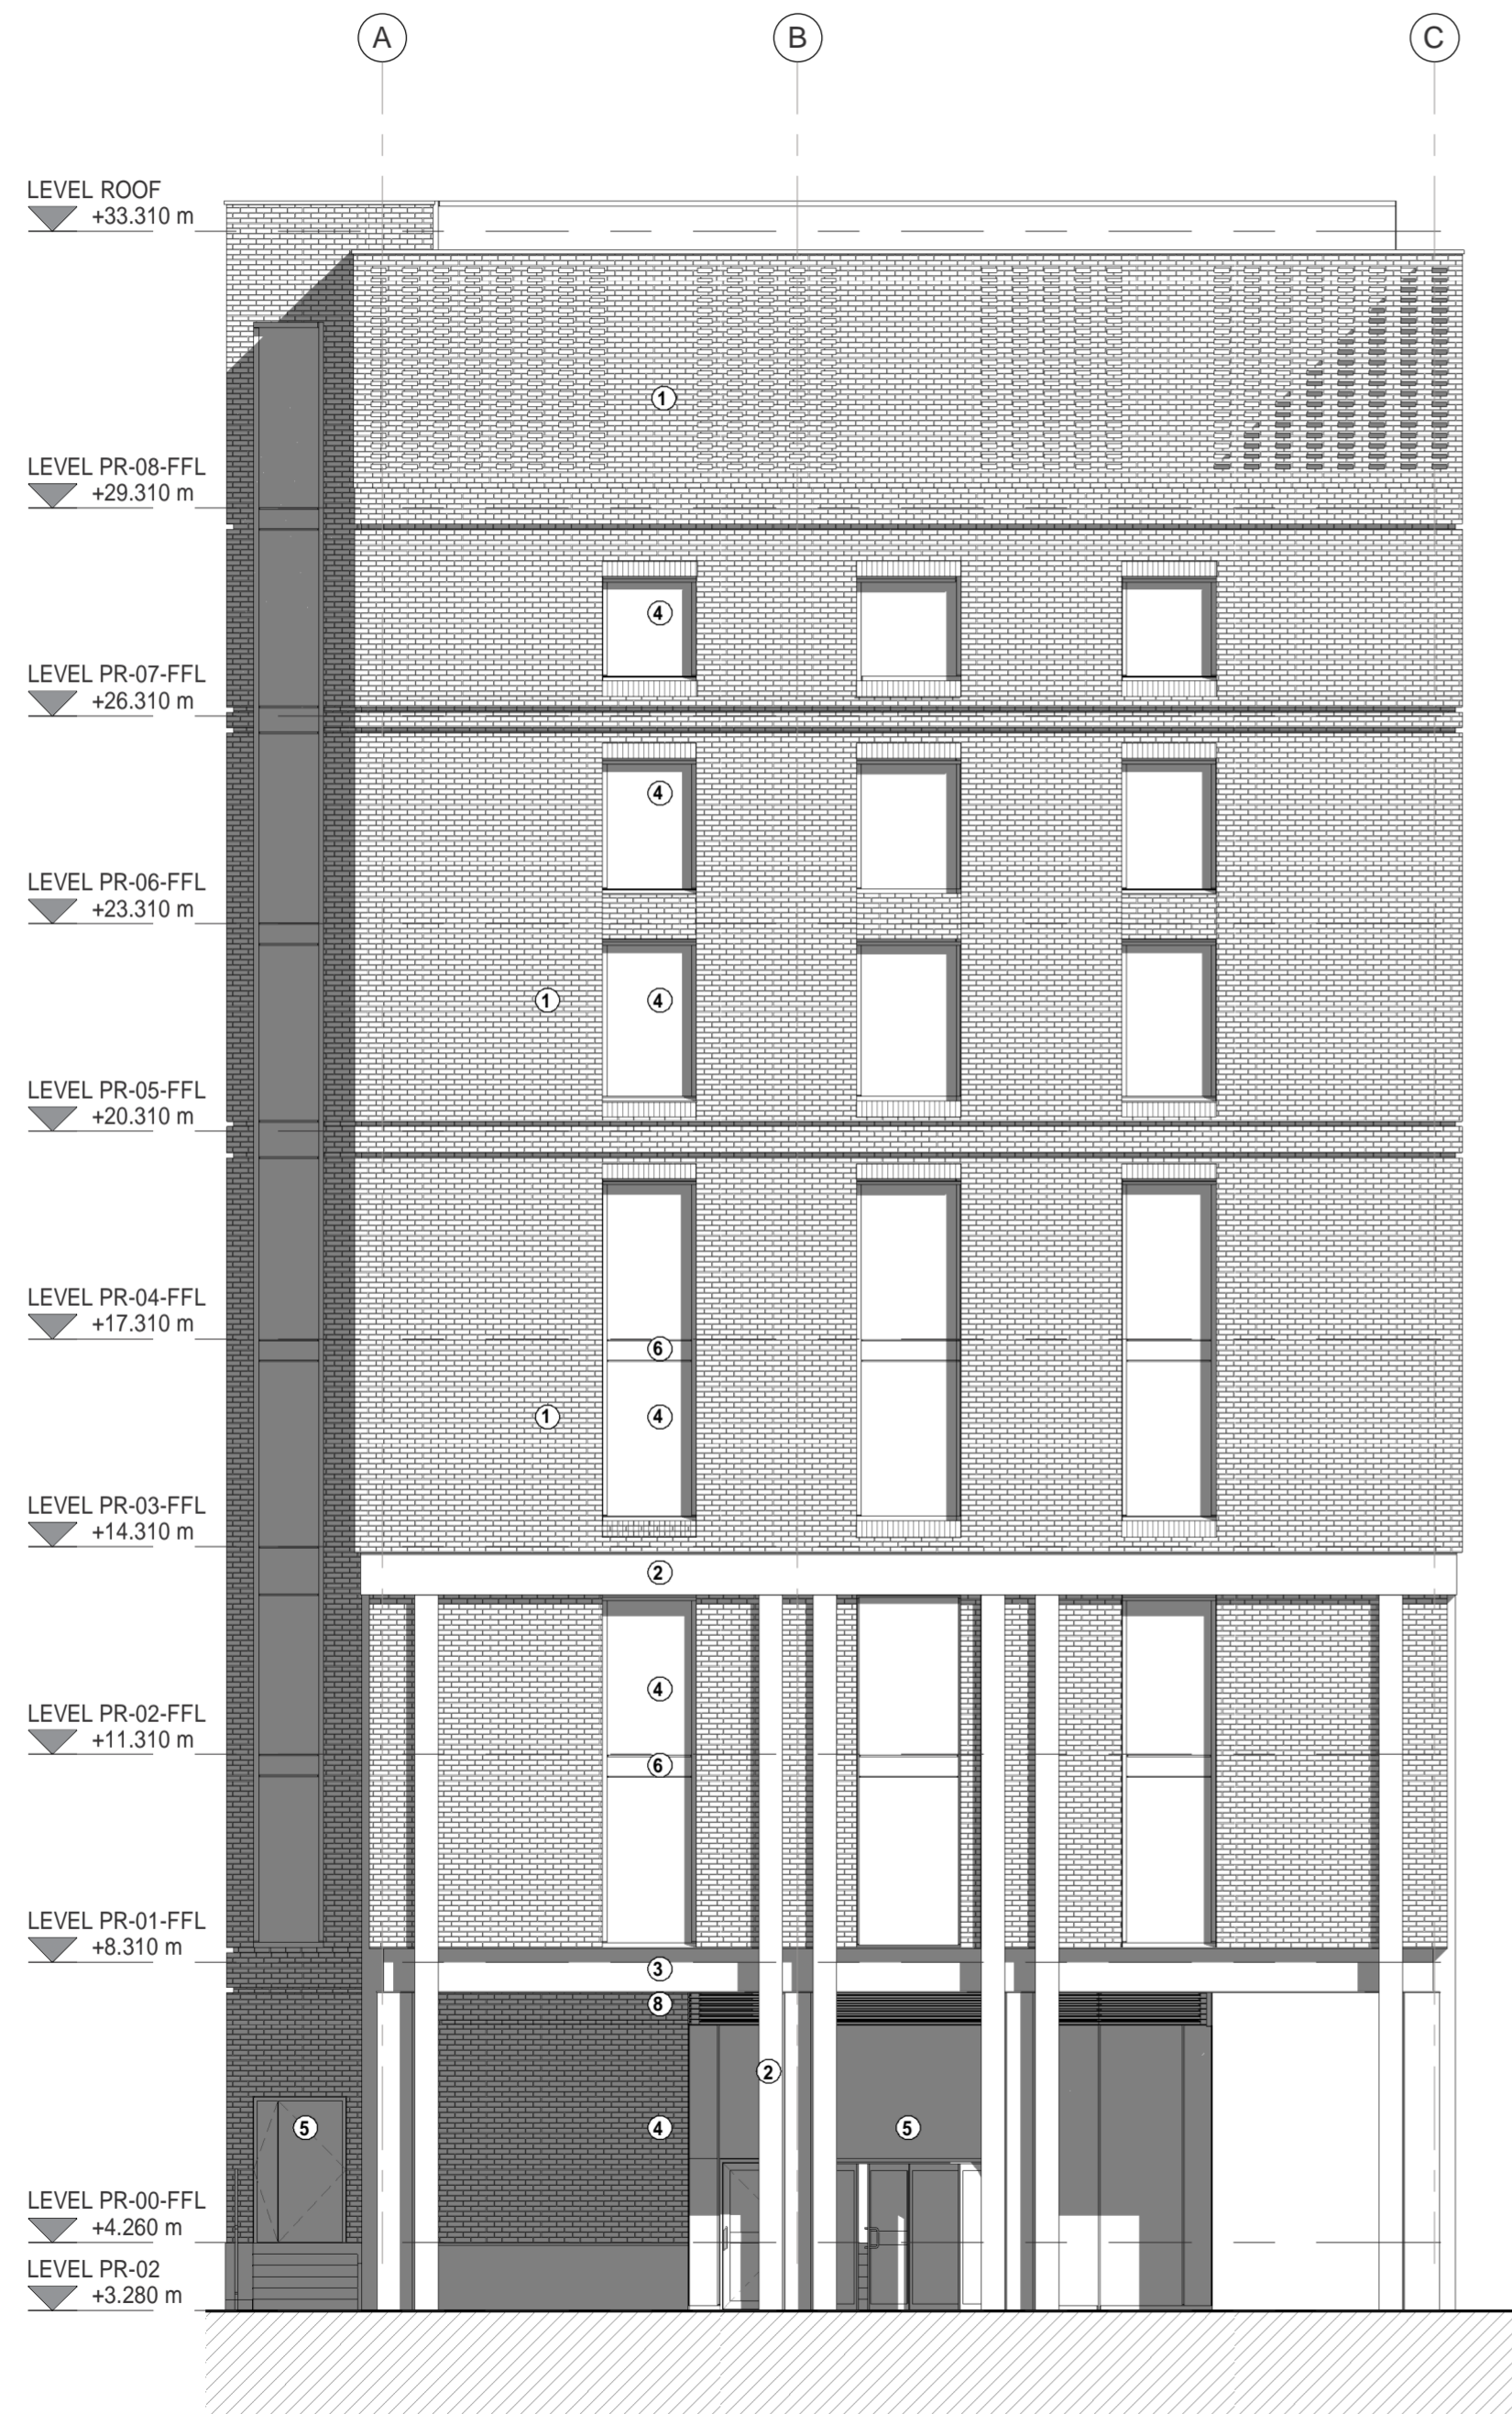 A B C
LEVEL ROOF
+33.310 m
1
LEVEL PR-08-FFL
+29.310 m
4
LEVEL PR-07-FFL
+26.310 m
4
LEVEL PR-06-FFL
+23.310 m
1 4
LEVEL PR-05-FFL
+20.310 m
LEVEL PR-04-FFL
+17.310 m
6
1 4
LEVEL PR-03-FFL
+14.310 m
2
4
LEVEL PR-02-FFL
+11.310 m
6
LEVEL PR-01-FFL
+8.310 m
3
8
2
5 4 5
LEVEL PR-00-FFL
+4.260 m
LEVEL PR-02
+3.280 m